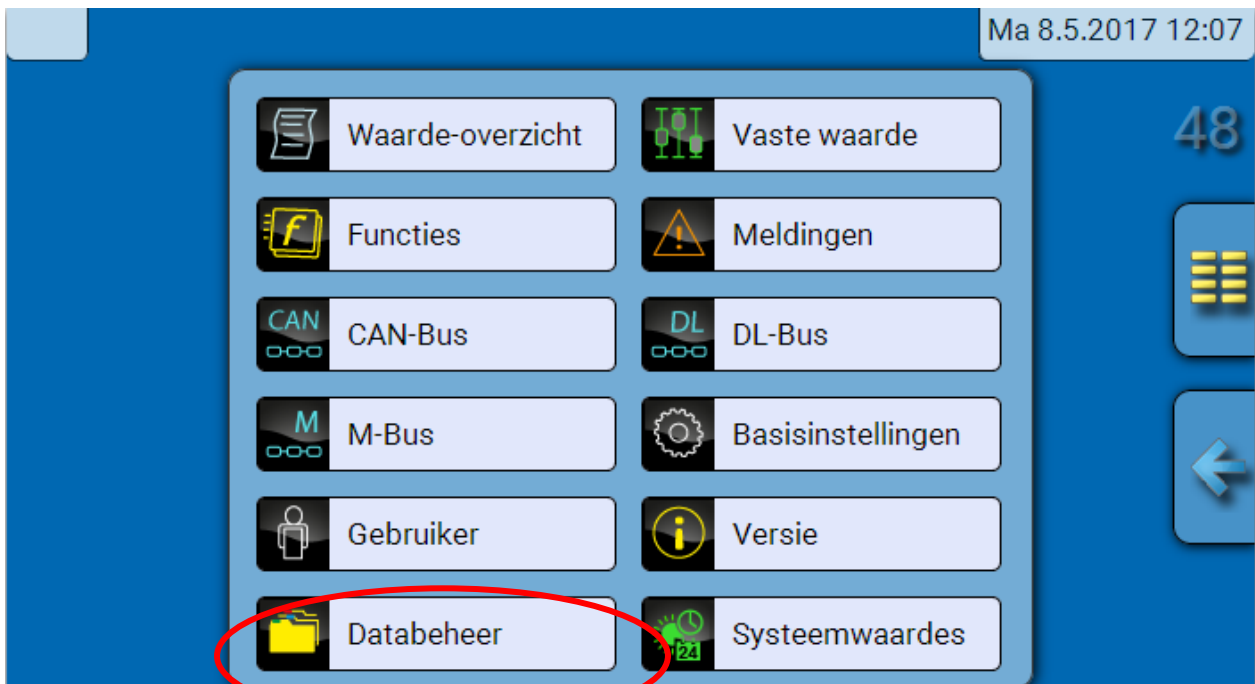 Ma 8.5.2017 12:07
48
Waarde-overzicht
Vaste waarde
f Functies
Meldingen
CAN CAN-Bus
DL DL-Bus
M M-Bus
Basisinstellingen
Gebruiker
i Versie
Databeheer
24 Systeemwaardes